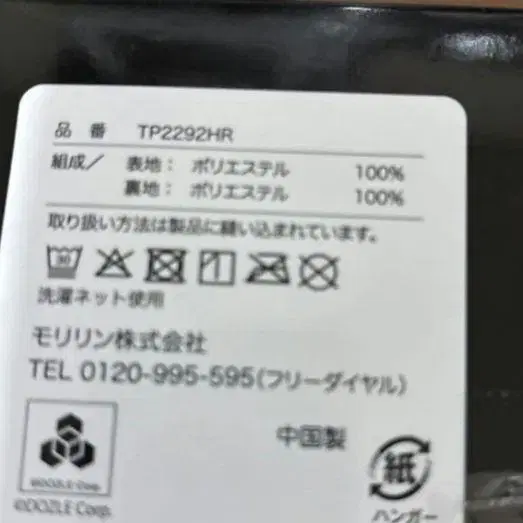 品番 TP2292HR
組成／ 表地： ポリエステル 100%
裏地： ポリエステル 100%
取り扱い方法は製品に縫い込まれています。
30
洗濯ネット使用
モリリン株式会社
TEL 0120-995-595(フリーダイヤル)
中国製
©DOZLE Corp.
©DOZLE Corp.
紙
ハンガー